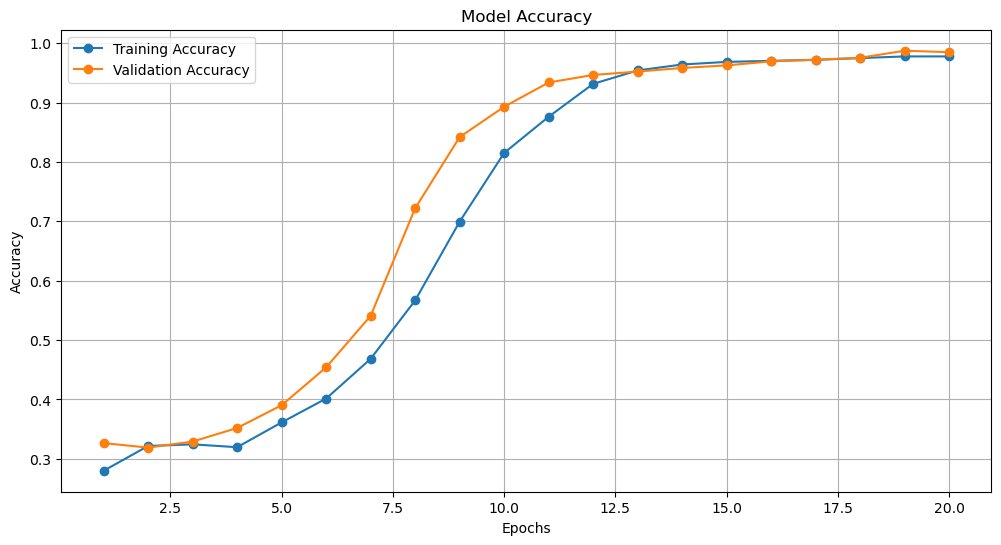 Model Accuracy
Training Accuracy
Validation Accuracy
1.0
0.9
0.8
0.7
0.6
0.5
0.4
0.3
Accuracy
2.5 5.0 7.5 10.0 12.5 15.0 17.5 20.0
Epochs